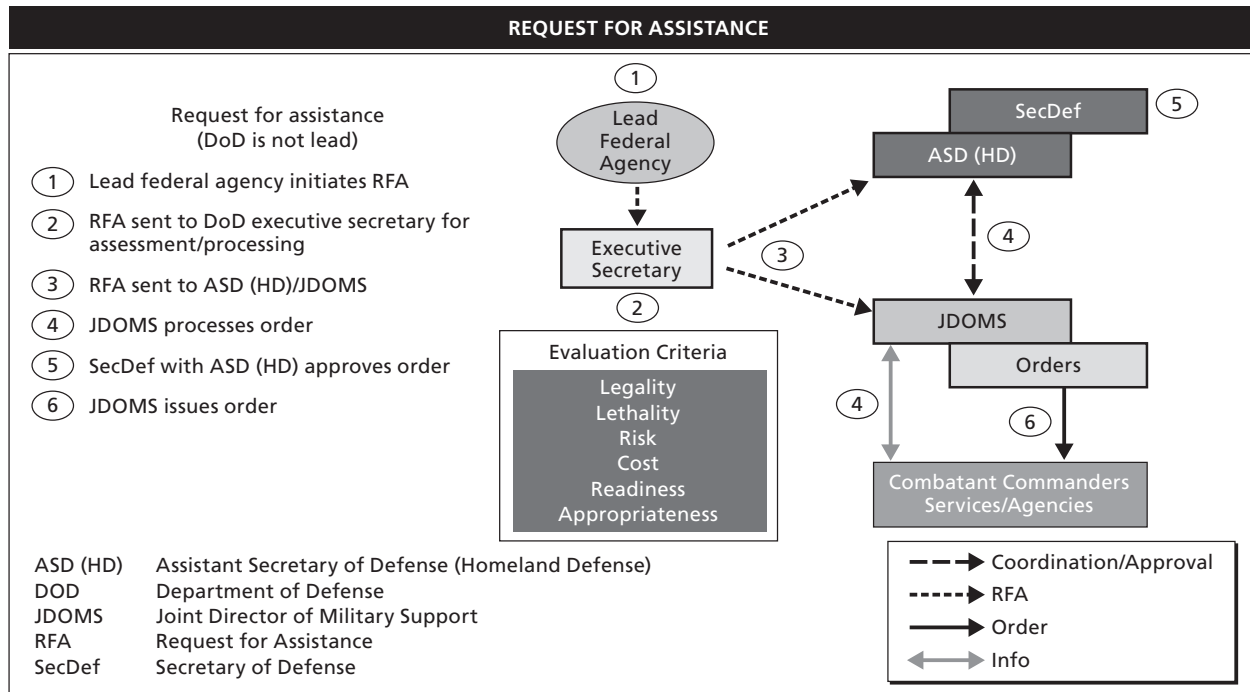 REQUEST FOR ASSISTANCE
Request for assistance
(DoD is not lead)
1 Lead federal agency initiates RFA
2 RFA sent to DoD executive secretary for
assessment/processing
3 RFA sent to ASD (HD)/JDOMS
4 JDOMS processes order
5 SecDef with ASD (HD) approves order
6 JDOMS issues order
1
Lead
Federal
Agency
Executive
Secretary
2
Evaluation Criteria
Legality
Lethality
Risk
Cost
Readiness
Appropriateness
3
SecDef
5
ASD (HD)
4
JDOMS
Orders
4
6
Combatant Commanders
Services/Agencies
ASD (HD) Assistant Secretary of Defense (Homeland Defense)
DOD Department of Defense
JDOMS Joint Director of Military Support
RFA Request for Assistance
SecDef Secretary of Defense
Coordination/Approval
RFA
Order
Info